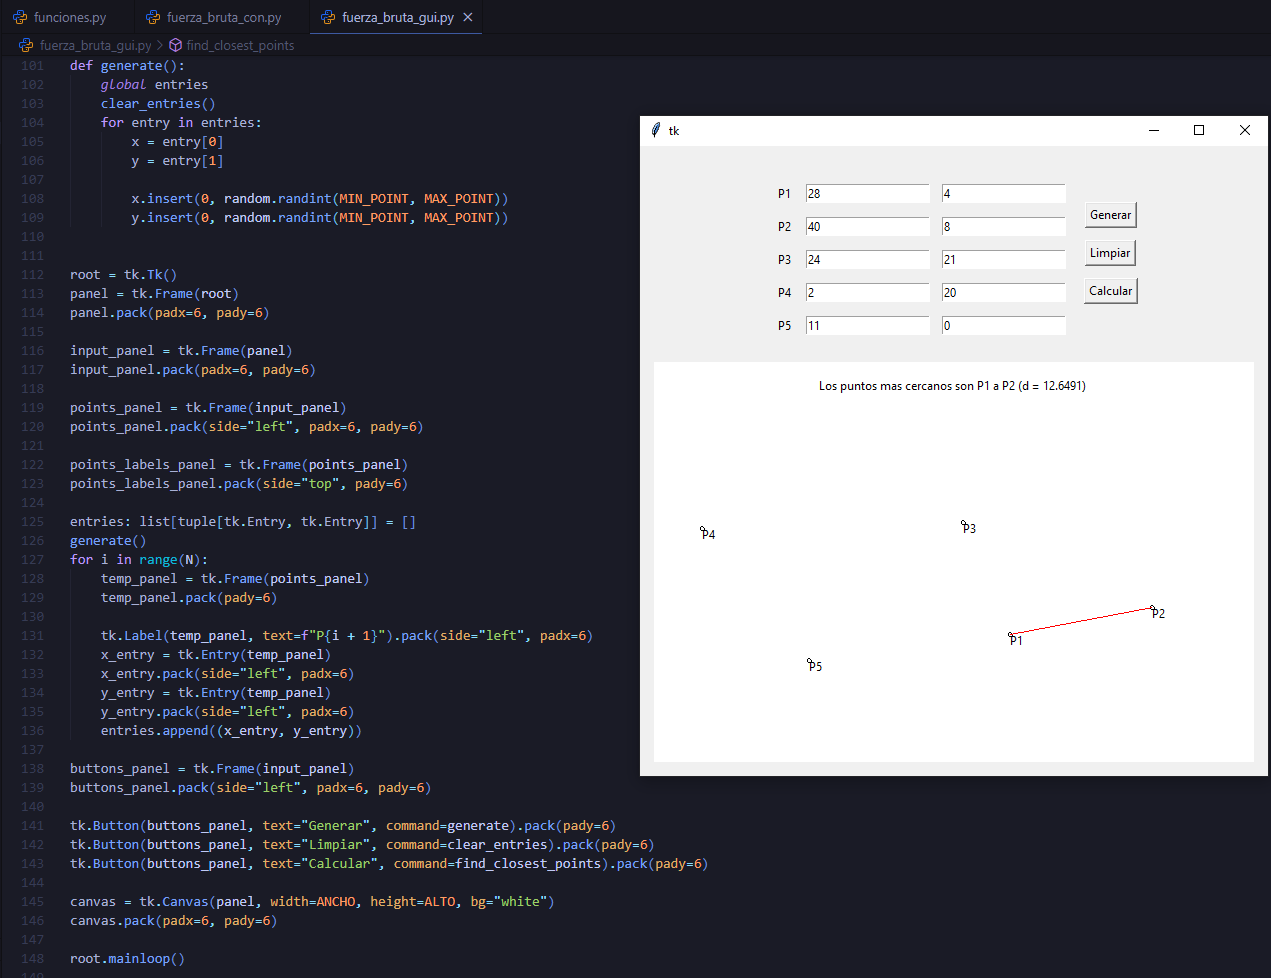 funciones.py fuerza_bruta_con.py fuerza_bruta_gui.py
fuerza_bruta_gui.py > find_closest_points
101 def generate():
102     global entries
103     clear_entries()
104     for entry in entries:
105         x = entry[0]
106         y = entry[1]
107
108         x.insert(0, random.randint(MIN_POINT, MAX_POINT))
109         y.insert(0, random.randint(MIN_POINT, MAX_POINT))
110
111
112 root = tk.Tk()
113 panel = tk.Frame(root)
114 panel.pack(padx=6, pady=6)
115
116 input_panel = tk.Frame(panel)
117 input_panel.pack(padx=6, pady=6)
118
119 points_panel = tk.Frame(input_panel)
120 points_panel.pack(side="left", padx=6, pady=6)
121
122 points_labels_panel = tk.Frame(points_panel)
123 points_labels_panel.pack(side="top", pady=6)
124
125 entries: list[tuple[tk.Entry, tk.Entry]] = []
126 generate()
127 for i in range(N):
128     temp_panel = tk.Frame(points_panel)
129     temp_panel.pack(pady=6)
130
131     tk.Label(temp_panel, text=f"P{i + 1}").pack(side="left", padx=6)
132     x_entry = tk.Entry(temp_panel)
133     x_entry.pack(side="left", padx=6)
134     y_entry = tk.Entry(temp_panel)
135     y_entry.pack(side="left", padx=6)
136     entries.append((x_entry, y_entry))
137
138 buttons_panel = tk.Frame(input_panel)
139 buttons_panel.pack(side="left", padx=6, pady=6)
140
141 tk.Button(buttons_panel, text="Generar", command=generate).pack(pady=6)
142 tk.Button(buttons_panel, text="Limpiar", command=clear_entries).pack(pady=6)
143 tk.Button(buttons_panel, text="Calcular", command=find_closest_points).pack(pady=6)
144
145 canvas = tk.Canvas(panel, width=ANCHO, height=ALTO, bg="white")
146 canvas.pack(padx=6, pady=6)
147
148 root.mainloop()
149
tk
P1 28 4
P2 40 8
P3 24 21
P4 2 20
P5 11 0
Generar
Limpiar
Calcular
Los puntos mas cercanos son P1 a P2 (d = 12.6491)
P4
P3
P2
P1
P5